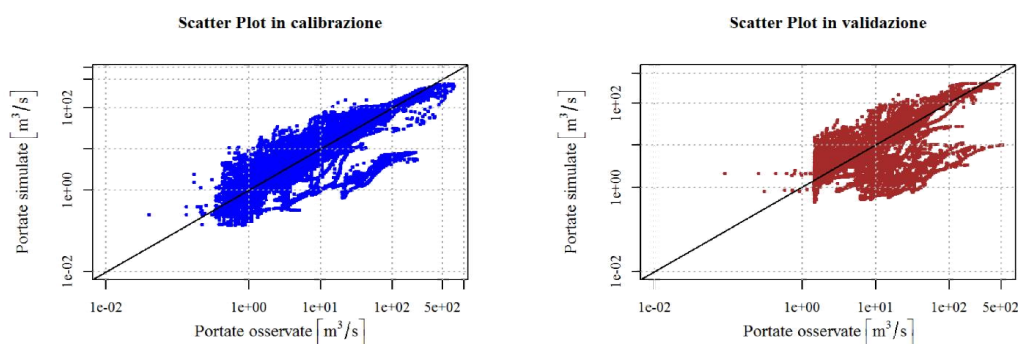 Scatter Plot in calibrazione
Portate simulate [m³/s]
1e+02
1e+00
1e-02
1e-02
1e+00
1e+01
1e+02
5e+02
Portate osservate [m³/s]
Scatter Plot in validazione
Portate simulate [m³/s]
1e+02
1e+00
1e-02
1e-02
1e+00
1e+01
1e+02
5e+02
Portate osservate [m³/s]